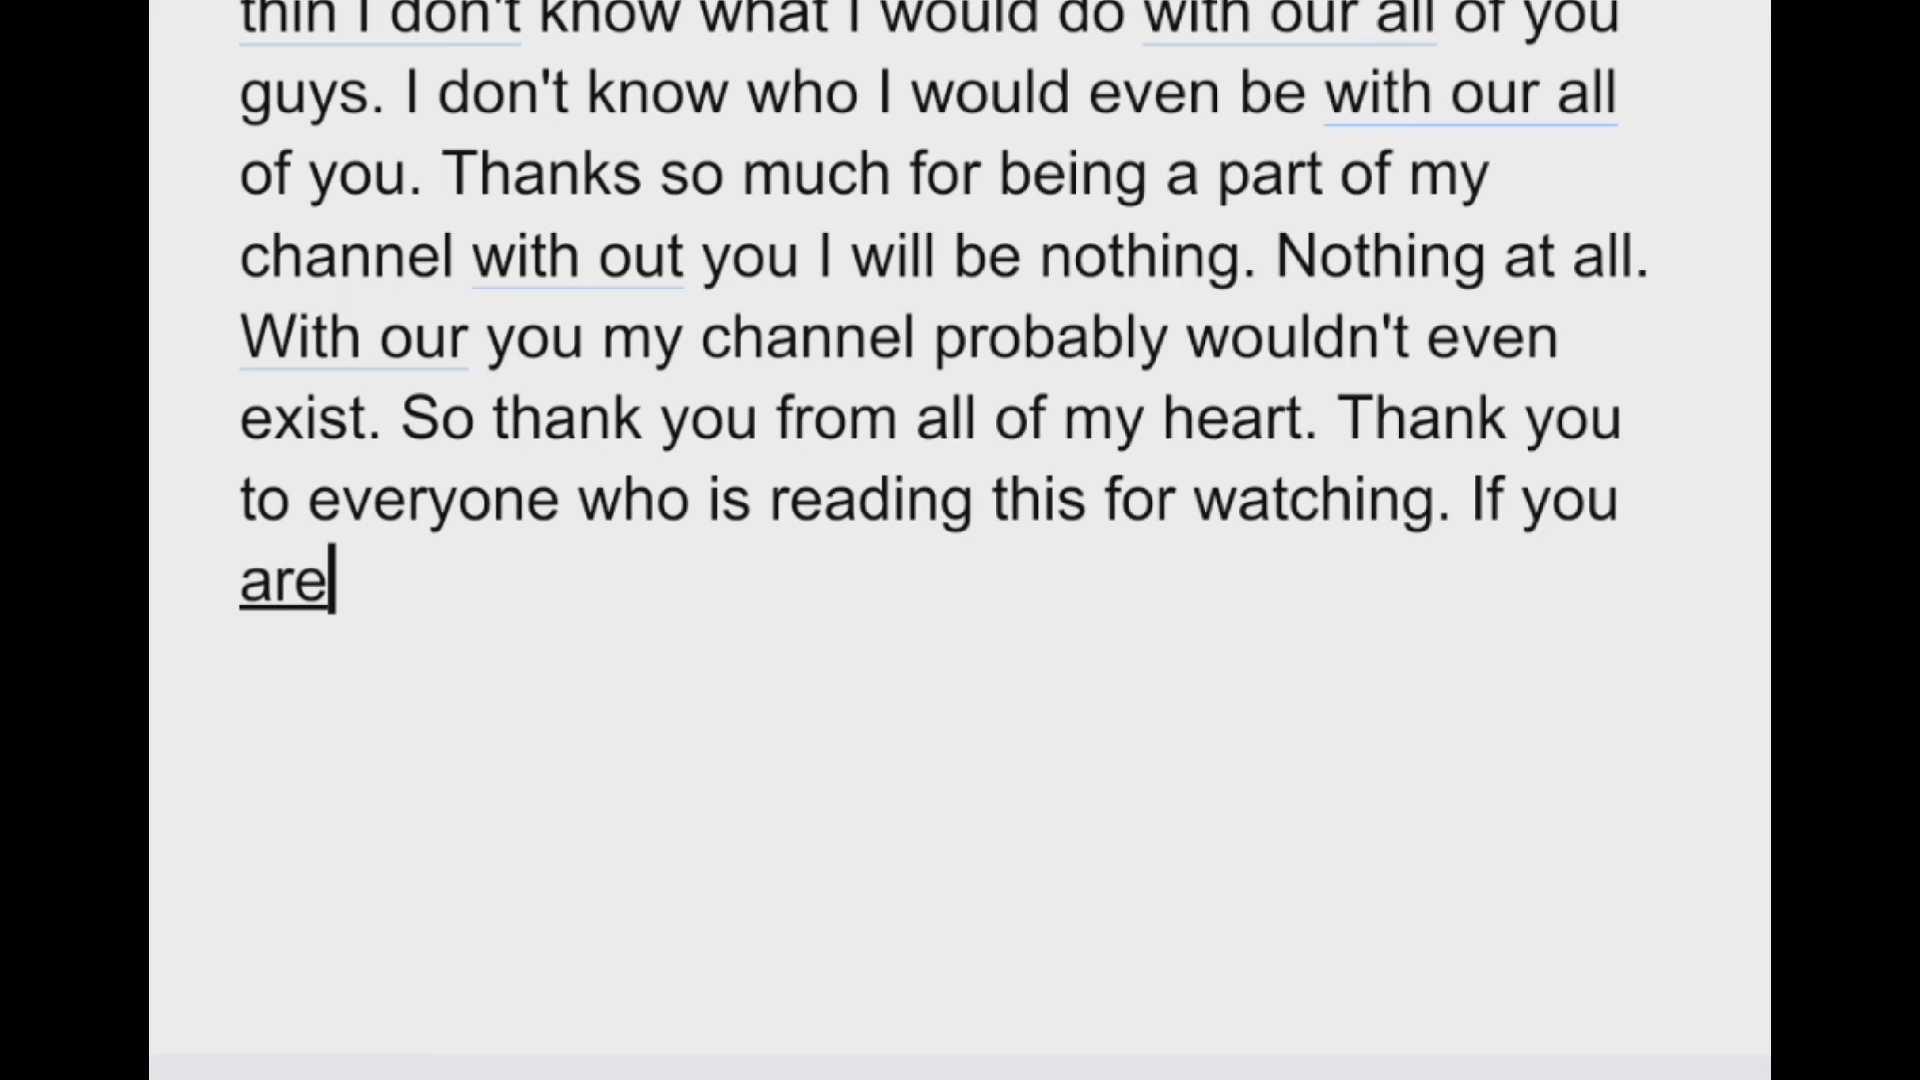 thin I don't know what I would do with our all of you
guys. I don't know who I would even be with our all
of you. Thanks so much for being a part of my
channel with out you I will be nothing. Nothing at all.
With our you my channel probably wouldn't even
exist. So thank you from all of my heart. Thank you
to everyone who is reading this for watching. If you
are